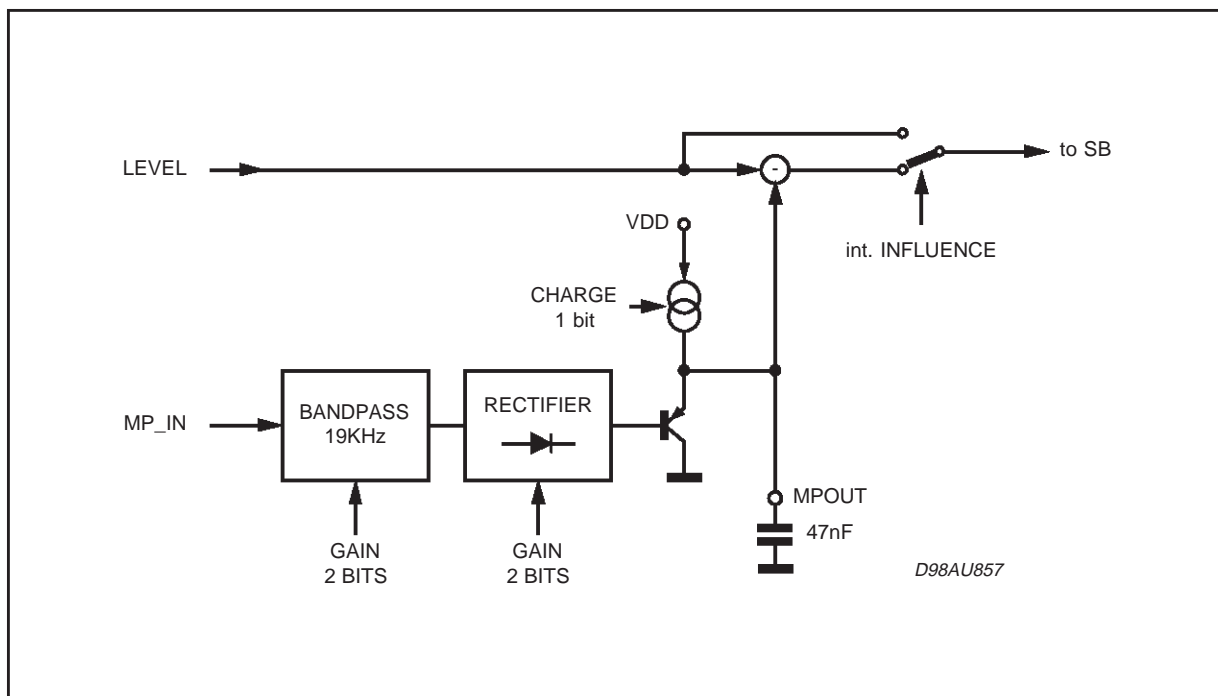 to SB
LEVEL
-
VDD
int. INFLUENCE
CHARGE
1 bit
MP_IN
BANDPASS
19KHz
RECTIFIER
MPOUT
47nF
GAIN
2 BITS
GAIN
2 BITS
D98AU857